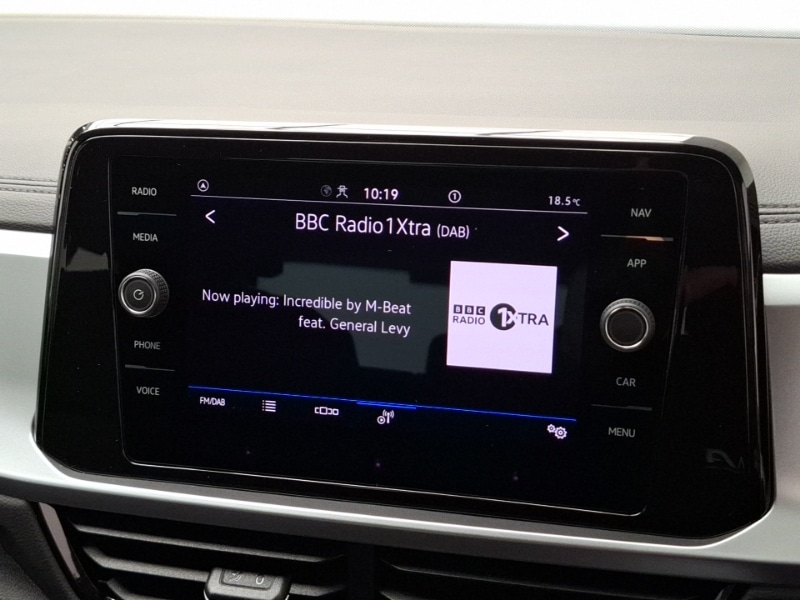 RADIO
MEDIA
PHONE
VOICE
10:19
1
18.5°C
BBC Radio 1Xtra (DAB)
Now playing: Incredible by M-Beat
feat. General Levy
BBC
RADIO 1XTRA
FM/DAB
NAV
APP
CAR
MENU